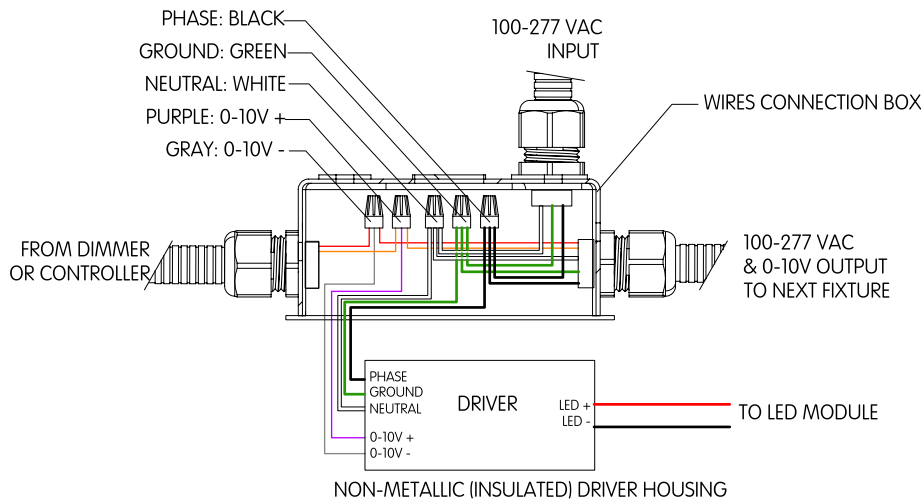 PHASE: BLACK
GROUND: GREEN
NEUTRAL: WHITE
PURPLE: 0-10V +
GRAY: 0-10V -
100-277 VAC
INPUT
WIRES CONNECTION BOX
FROM DIMMER
OR CONTROLLER
100-277 VAC
& 0-10V OUTPUT
TO NEXT FIXTURE
PHASE
GROUND
NEUTRAL
0-10V +
0-10V -
DRIVER
LED +
LED -
TO LED MODULE
NON-METALLIC (INSULATED) DRIVER HOUSING